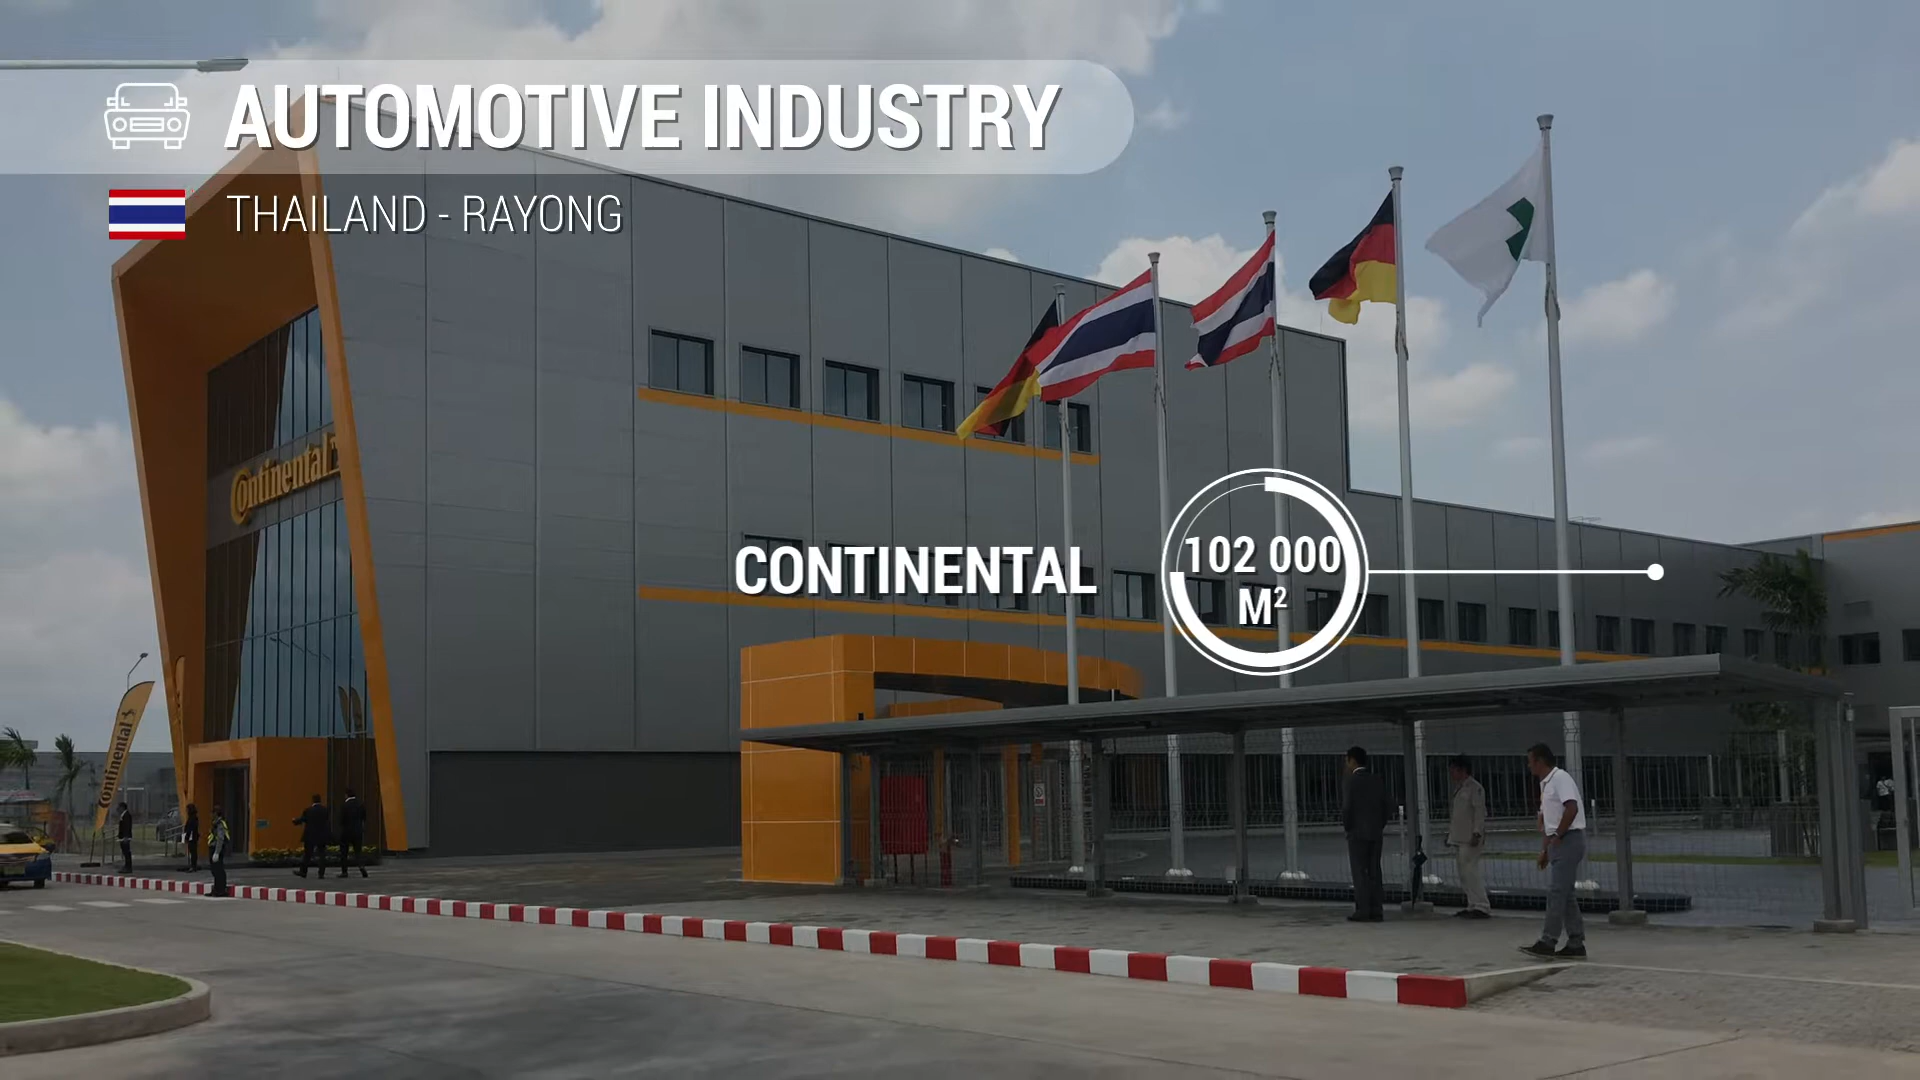 AUTOMOTIVE INDUSTRY
THAILAND - RAYONG
Continental
CONTINENTAL
102 000
M²
Continental